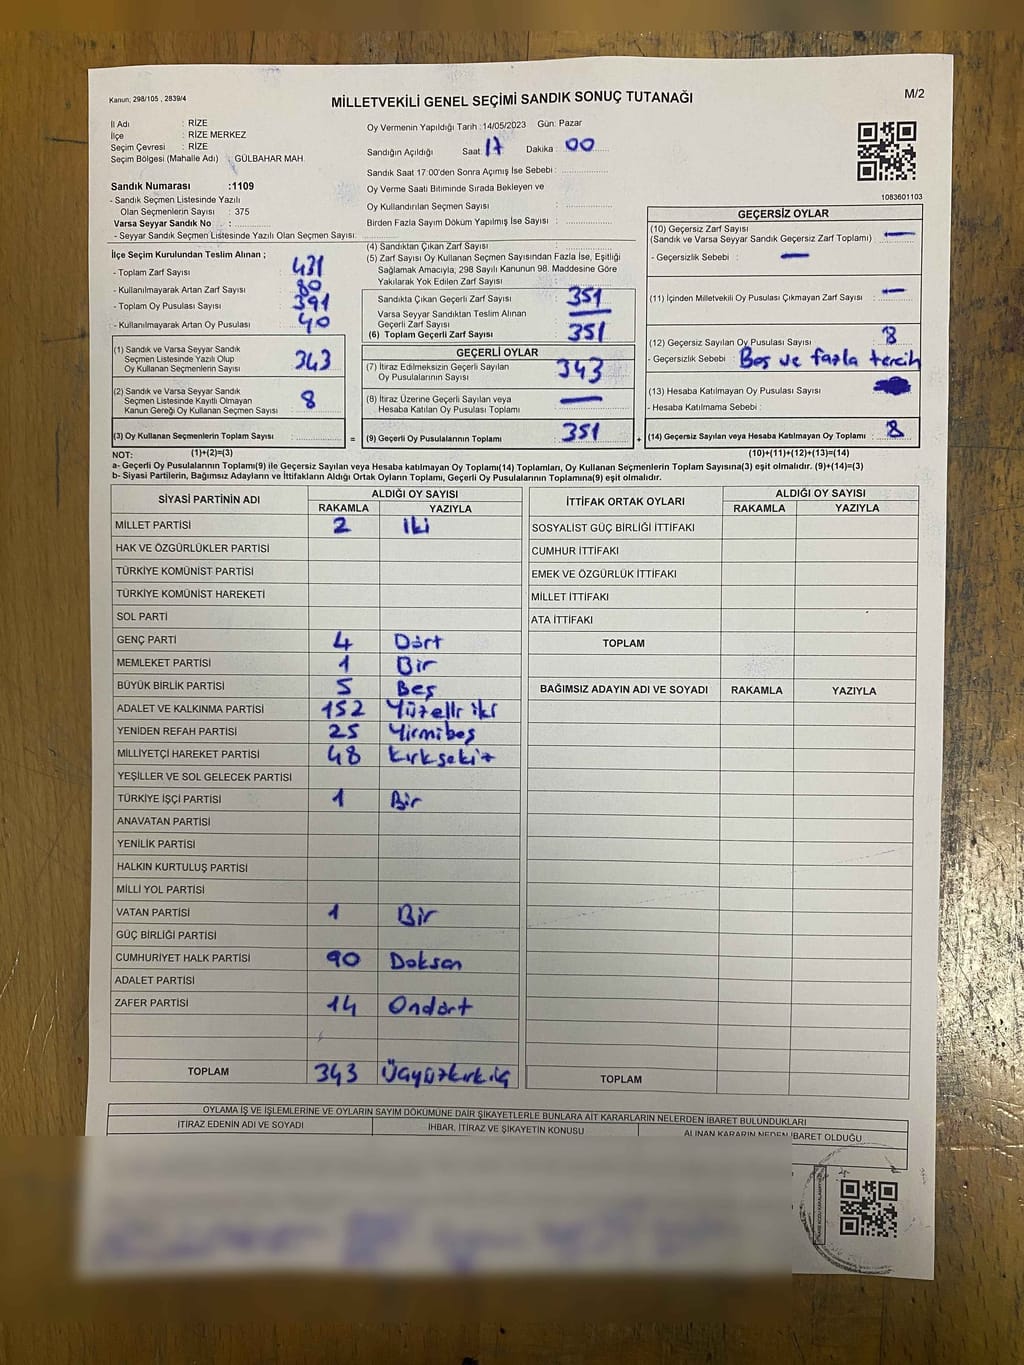 Kanun; 298/105 , 2839/4
MİLLETVEKİLİ GENEL SEÇİMİ SANDIK SONUÇ TUTANAĞI
M/2
İl Adı : RİZE
İlçe : RİZE MERKEZ
Seçim Çevresi : RİZE
Seçim Bölgesi (Mahalle Adı) : GÜLBAHAR MAH.
Sandık Numarası :1109
- Sandık Seçmen Listesinde Yazılı
Olan Seçmenlerin Sayısı : 375
Varsa Seyyar Sandık No :
- Seyyar Sandık Seçmen Listesinde Yazılı Olan Seçmen Sayısı:
Oy Vermenin Yapıldığı Tarih :14/05/2023 Gün: Pazar
Sandığın Açıldığı Saat 17 Dakika : 00
Sandık Saat 17:00'den Sonra Açımış İse Sebebi :
Oy Verme Saati Bitiminde Sırada Bekleyen ve
Oy Kullandırılan Seçmen Sayısı :
Birden Fazla Sayım Döküm Yapılmış İse Sayısı :
1083601103
İlçe Seçim Kurulundan Teslim Alınan ;
- Toplam Zarf Sayısı : 431
- Kullanılmayarak Artan Zarf Sayısı : 80
- Toplam Oy Pusulası Sayısı : 391
- Kullanılmayarak Artan Oy Pusulası : 40
(1) Sandık ve Varsa Seyyar Sandık
Seçmen Listesinde Yazılı Olup
Oy Kullanan Seçmenlerin Sayısı : 343
(2) Sandık ve Varsa Seyyar Sandık
Seçmen Listesinde Kayıtlı Olmayan
Kanun Gereği Oy Kullanan Seçmen Sayısı : 8
(3) Oy Kullanan Seçmenlerin Toplam Sayısı :
(1)+(2)=(3)
(4) Sandıktan Çıkan Zarf Sayısı :
(5) Zarf Sayısı Oy Kullanan Seçmen Sayısından Fazla İse, Eşitliği
Sağlamak Amacıyla, 298 Sayılı Kanunun 98. Maddesine Göre
Yakılarak Yok Edilen Zarf Sayısı :
Sandıkta Çıkan Geçerli Zarf Sayısı : 351
Varsa Seyyar Sandıktan Teslim Alınan
Geçerli Zarf Sayısı :
(6) Toplam Geçerli Zarf Sayısı : 351
GEÇERLİ OYLAR
(7) İtiraz Edilmeksizin Geçerli Sayılan
Oy Pusulalarının Sayısı : 343
(8) İtiraz Üzerine Geçerli Sayılan veya
Hesaba Katılan Oy Pusulası Toplamı : —
= (9) Geçerli Oy Pusulalarının Toplamı : 351 +
GEÇERSİZ OYLAR
(10) Geçersiz Zarf Sayısı
(Sandık ve Varsa Seyyar Sandık Geçersiz Zarf Toplamı) : —
- Geçersizlik Sebebi : —
(11) İçinden Milletvekili Oy Pusulası Çıkmayan Zarf Sayısı : —
(12) Geçersiz Sayılan Oy Pusulası Sayısı : 8
- Geçersizlik Sebebi : Boş ve fazla tercih
(13) Hesaba Katılmayan Oy Pusulası Sayısı :
- Hesaba Katılmama Sebebi :
(14) Geçersiz Sayılan veya Hesaba Katılmayan Oy Toplamı : 8
(10)+(11)+(12)+(13)=(14)
NOT:
a- Geçerli Oy Pusulalarının Toplamı(9) ile Geçersiz Sayılan veya Hesaba katılmayan Oy Toplamı(14) Toplamları, Oy Kullanan Seçmenlerin Toplam Sayısına(3) eşit olmalıdır. (9)+(14)=(3)
b- Siyasi Partilerin, Bağımsız Adayların ve İttifakların Aldığı Oyların Toplamı, Geçerli Oy Pusulalarının Toplamına(9) eşit olmalıdır.
SİYASİ PARTİNİN ADI ALDIĞI OY SAYISI
RAKAMLA YAZIYLA
MİLLET PARTİSİ 2 iki
HAK VE ÖZGÜRLÜKLER PARTİSİ
TÜRKİYE KOMÜNİST PARTİSİ
TÜRKİYE KOMÜNİST HAREKETİ
SOL PARTİ
GENÇ PARTİ 4 Dört
MEMLEKET PARTİSİ 1 Bir
BÜYÜK BİRLİK PARTİSİ 5 Beş
ADALET VE KALKINMA PARTİSİ 152 Yüzelli iki
YENİDEN REFAH PARTİSİ 25 Yirmibeş
MİLLİYETÇİ HAREKET PARTİSİ 48 kırksekiz
YEŞİLLER VE SOL GELECEK PARTİSİ
TÜRKİYE İŞÇİ PARTİSİ 1 Bir
ANAVATAN PARTİSİ
YENİLİK PARTİSİ
HALKIN KURTULUŞ PARTİSİ
MİLLİ YOL PARTİSİ
VATAN PARTİSİ 1 Bir
GÜÇ BİRLİĞİ PARTİSİ
CUMHURİYET HALK PARTİSİ 90 Doksan
ADALET PARTİSİ
ZAFER PARTİSİ 14 Ondört
TOPLAM 343 Üçyüzkırküç
İTTİFAK ORTAK OYLARI ALDIĞI OY SAYISI
RAKAMLA YAZIYLA
SOSYALIST GÜÇ BİRLİĞİ İTTİFAKI
CUMHUR İTTİFAKI
EMEK VE ÖZGÜRLÜK İTTİFAKI
MİLLET İTTİFAKI
ATA İTTİFAKI
TOPLAM
BAĞIMSIZ ADAYIN ADI VE SOYADI RAKAMLA YAZIYLA
TOPLAM
OYLAMA İŞ VE İŞLEMLERİNE VE OYLARIN SAYIM DÖKÜMÜNE DAİR ŞİKAYETLERLE BUNLARA AİT KARARLARIN NELERDEN İBARET BULUNDUKLARI
İTİRAZ EDENİN ADI VE SOYADI İHBAR, İTİRAZ VE ŞİKAYETİN KONUSU ALINAN KARARIN NEDEN İBARET OLDUĞU